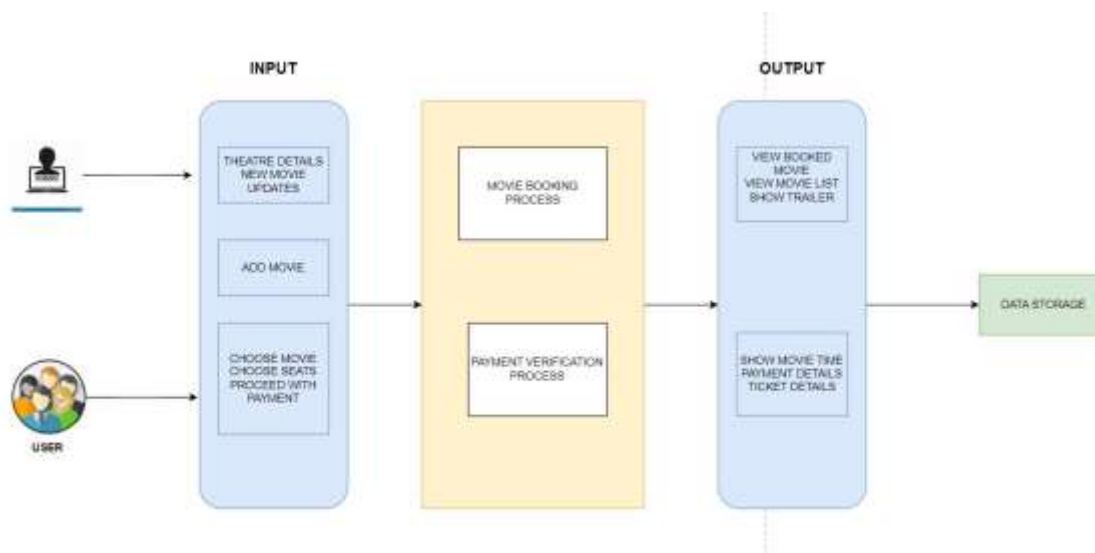 INPUT
OUTPUT
THEATRE DETAILS
NEW MOVIE
UPDATES
ADD MOVIE
CHOOSE MOVIE
CHOOSE SEATS
PROCEED WITH
PAYMENT
USER
MOVIE BOOKING
PROCESS
PAYMENT VERIFICATION
PROCESS
VIEW BOOKED
MOVIE
VIEW MOVIE LIST
SHOW TRAILER
SHOW MOVIE TIME
PAYMENT DETAILS
TICKET DETAILS
DATA STORAGE